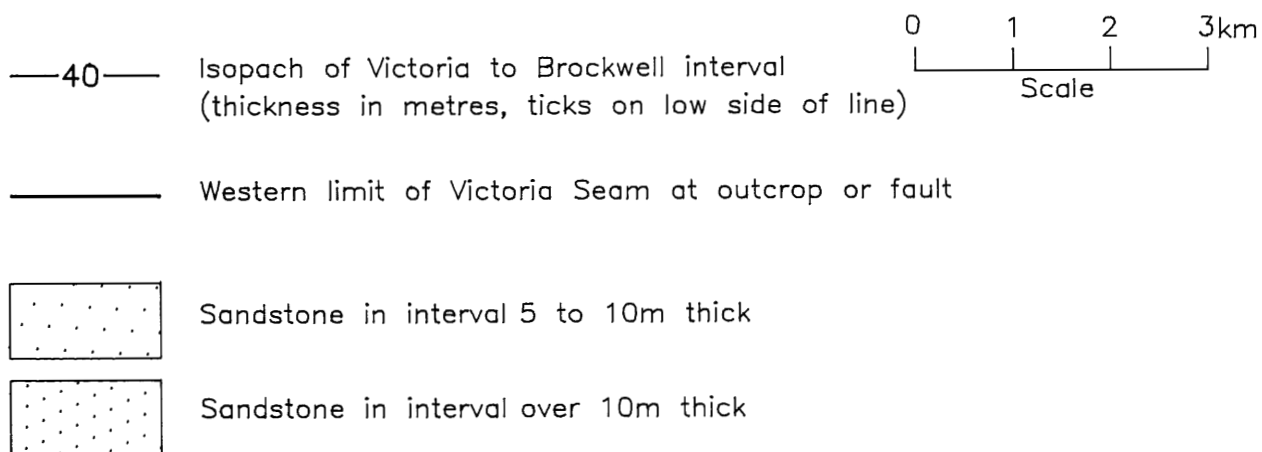 0 1 2 3km
Scale
40 Isopach of Victoria to Brockwell interval
(thickness in metres, ticks on low side of line)
Western limit of Victoria Seam at outcrop or fault
Sandstone in interval 5 to 10m thick
Sandstone in interval over 10m thick